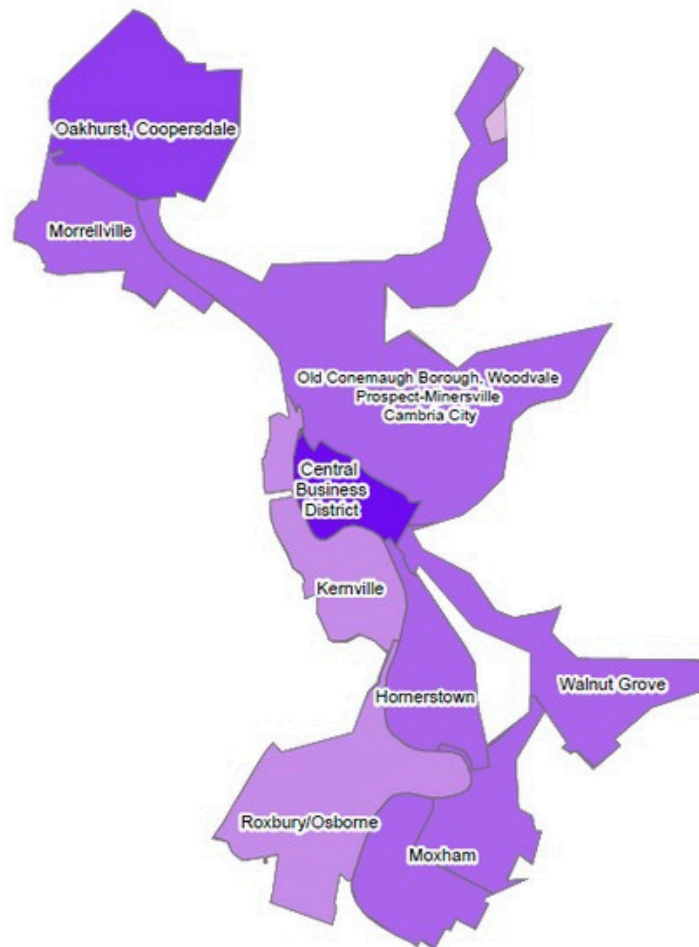 Oakhurst, Coopersdale
Morrellville
Old Conemaugh Borough, Woodvale
Prospect-Minersville
Cambria City
Central
Business
District
Kernville
Hornerstown
Walnut Grove
Roxbury/Osborne
Moxham